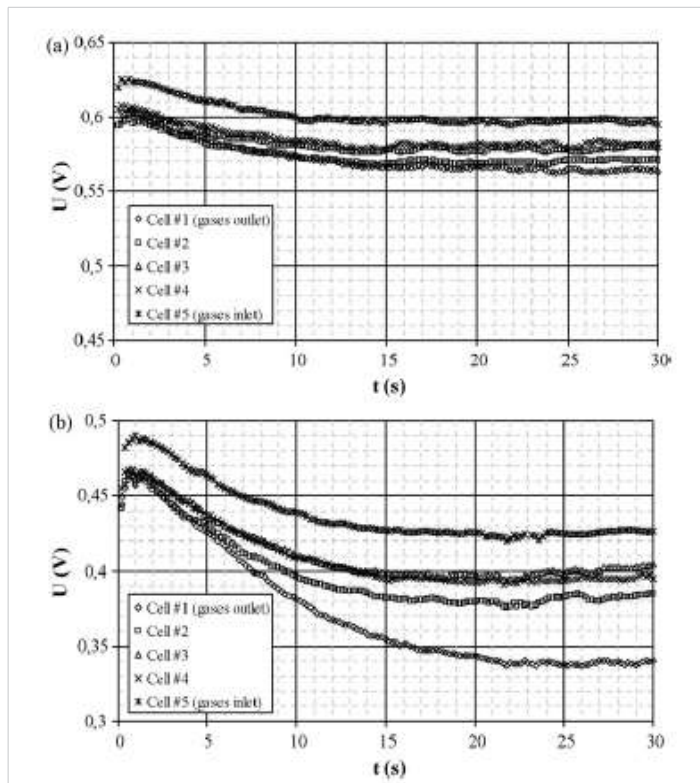 (a)
0,65
0,6
0,55
0,5
0,45
U (V)
Cell #1 (gases outlet)
Cell #2
Cell #3
Cell #4
Cell #5 (gases inlet)
0 5 10 15 20 25 30
t (s)
(b)
0,5
0,45
0,4
0,35
0,3
U (V)
Cell #1 (gases outlet)
Cell #2
Cell #3
Cell #4
Cell #5 (gases inlet)
0 5 10 15 20 25 30
t (s)